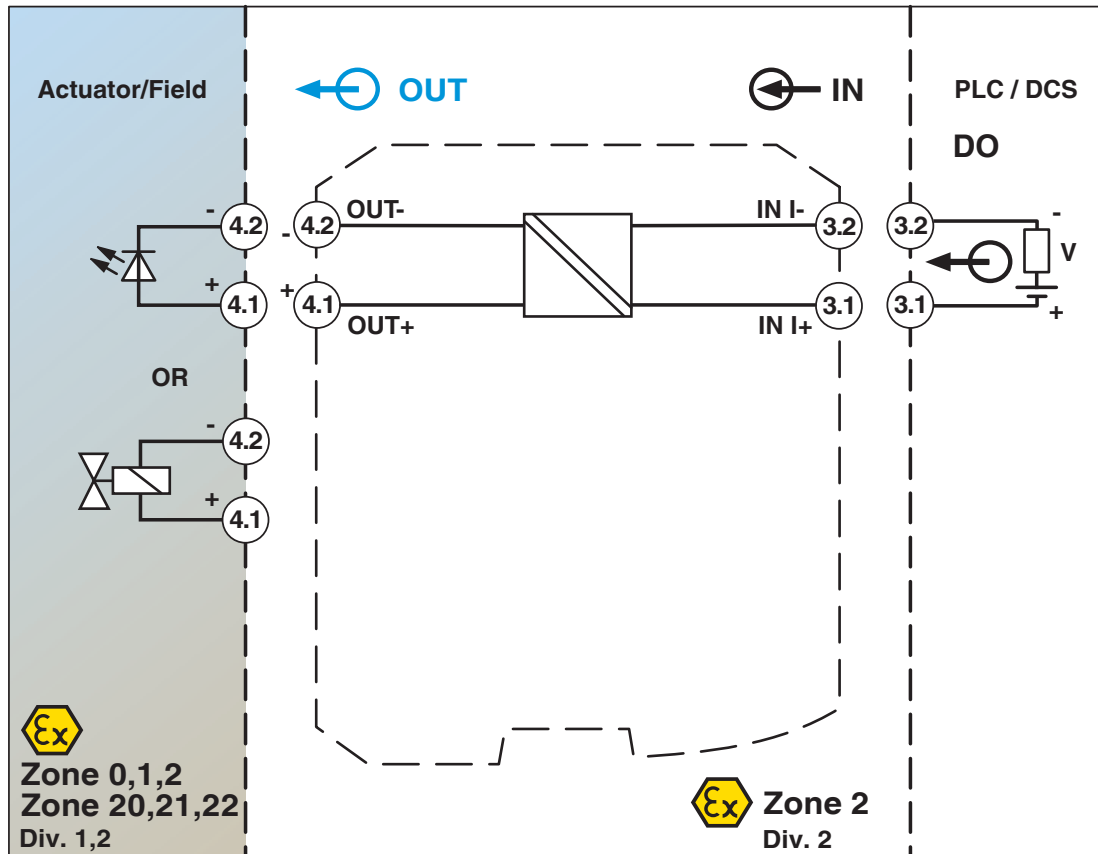 Actuator/Field
OUT
IN
PLC / DCS
DO
-
4.2
-
4.2
OUT-
IN I-
3.2
3.2
-
V
+
4.1
+
4.1
OUT+
IN I+
3.1
3.1
+
OR
-
4.2
+
4.1
Ex
Zone 0,1,2
Zone 20,21,22
Div. 1,2
Ex
Zone 2
Div. 2